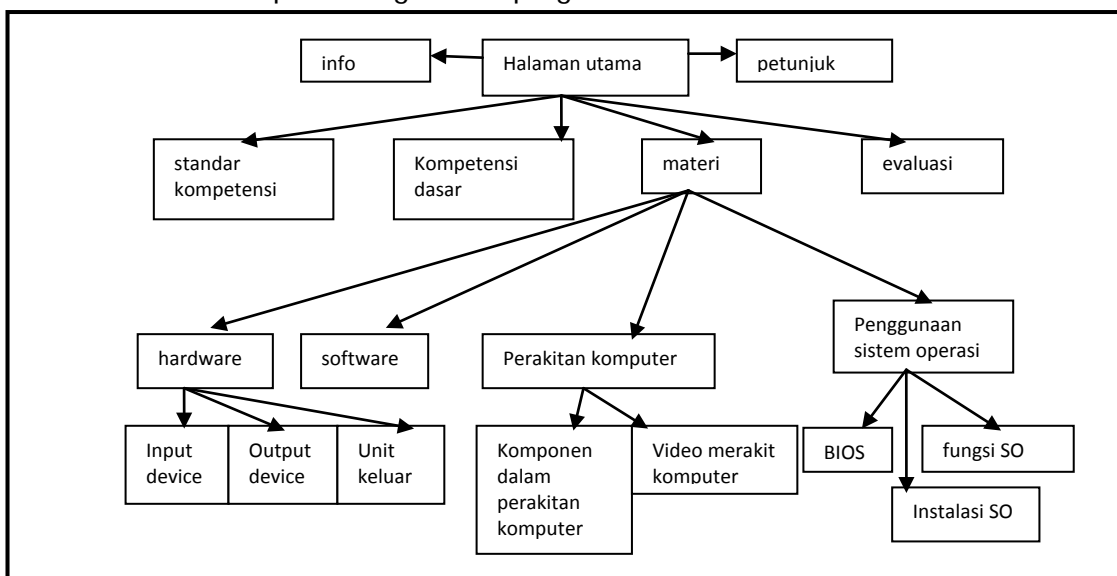 info
Halaman utama
petunjuk
standar
kompetensi
Kompetensi
dasar
materi
evaluasi
hardware
software
Perakitan komputer
Penggunaan
sistem operasi
Input
device
Output
device
Unit
keluar
Komponen
dalam
perakitan
komputer
Video merakit
komputer
BIOS
fungsi SO
Instalasi SO